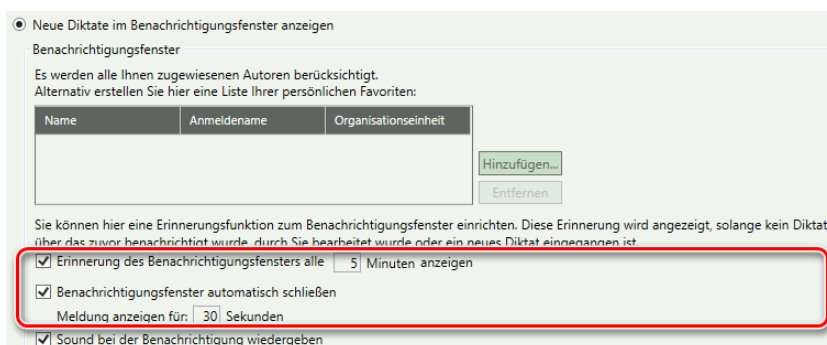 Neue Diktate im Benachrichtigungsfenster anzeigen
Benachrichtigungsfenster
Es werden alle Ihnen zugewiesenen Autoren berücksichtigt.
Alternativ erstellen Sie hier eine Liste Ihrer persönlichen Favoriten:
Name Anmeldename Organisationseinheit
Hinzufügen...
Entfernen
Sie können hier eine Erinnerungsfunktion zum Benachrichtigungsfenster einrichten. Diese Erinnerung wird angezeigt, solange kein Diktat
über das zuvor benachrichtigt wurde, durch Sie bearbeitet wurde oder ein neues Diktat eingegangen ist.
Erinnerung des Benachrichtigungsfensters alle 5 Minuten anzeigen
Benachrichtigungsfenster automatisch schließen
Meldung anzeigen für: 30 Sekunden
Sound bei der Benachrichtigung wiedergeben